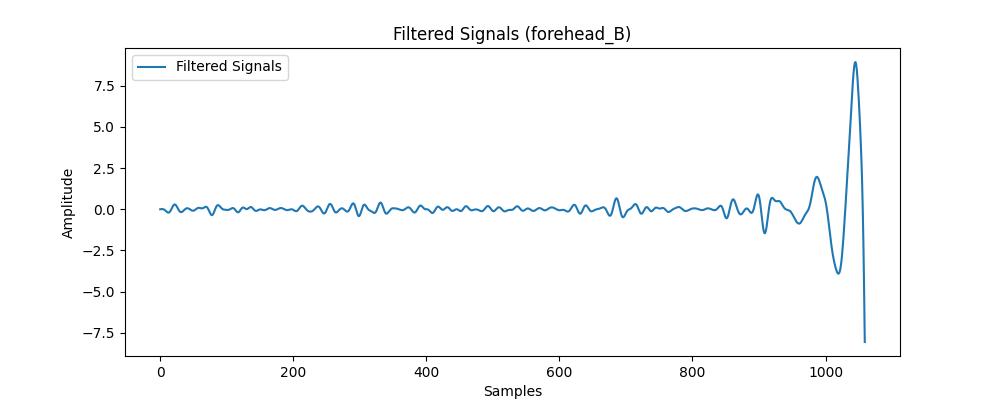 Filtered Signals (forehead_B)
Filtered Signals
7.5
5.0
2.5
0.0
−2.5
−5.0
−7.5
Amplitude
0 200 400 600 800 1000
Samples